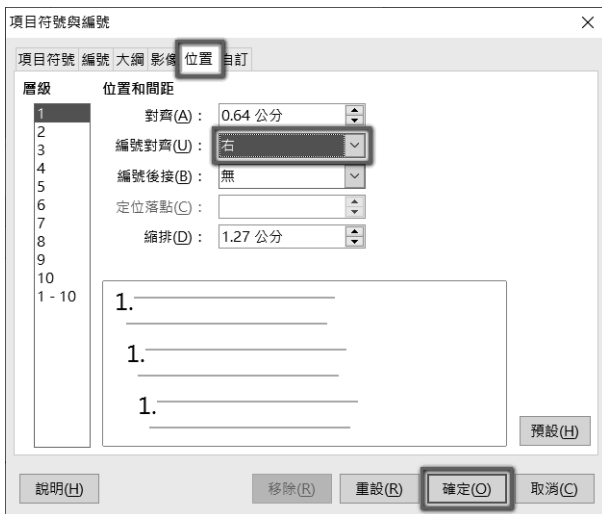 項目符號與編號
項目符號 編號 大綱 影像 位置 自訂
層級 位置和間距
1
2
3
4
5
6
7
8
9
10
1 - 10
對齊(A)： 0.64 公分
編號對齊(U)： 右
編號後接(B)： 無
定位落點(C)：
縮排(D)： 1.27 公分
1.
1.
1.
預設(H)
說明(H) 移除(R) 重設(R) 確定(O) 取消(C)